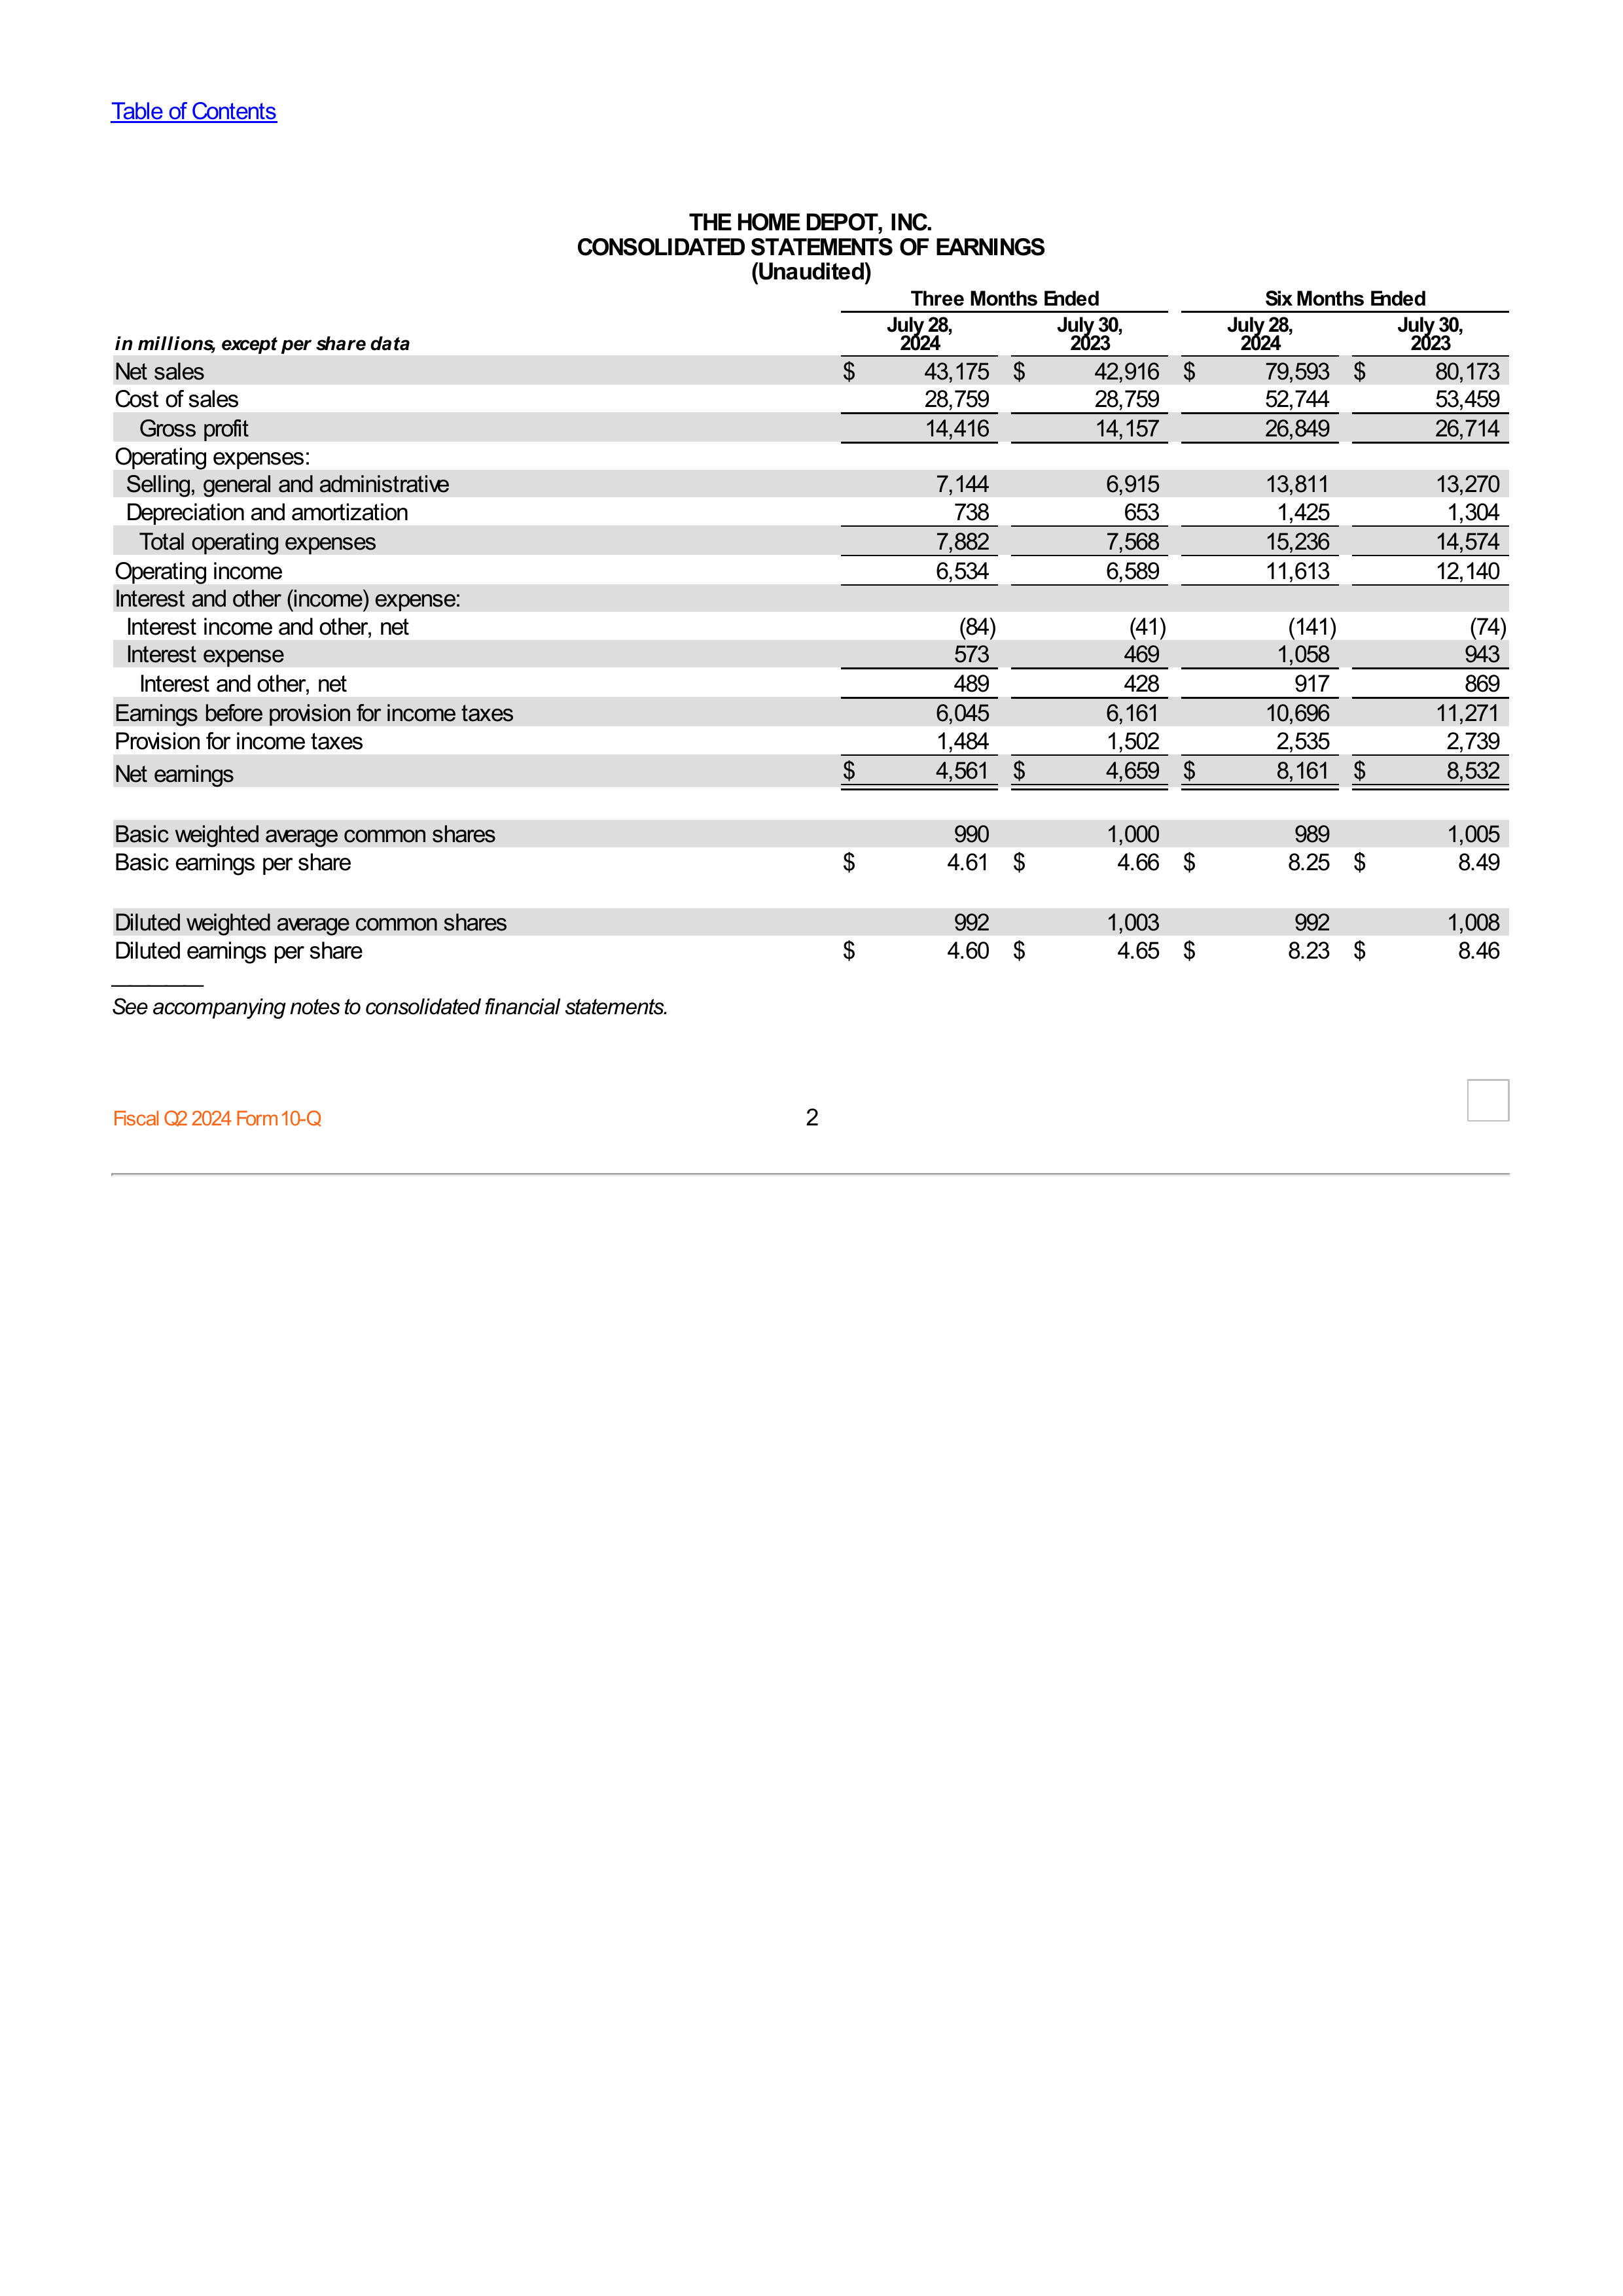 Table of Contents
THE HOME DEPOT, INC.
CONSOLIDATED STATEMENTS OF EARNINGS
(Unaudited)
Three Months Ended Six Months Ended
in millions, except per share data July 28, 2024 July 30, 2023 July 28, 2024 July 30, 2023
Net sales $ 43,175 $ 42,916 $ 79,593 $ 80,173
Cost of sales 28,759 28,759 52,744 53,459
Gross profit 14,416 14,157 26,849 26,714
Operating expenses:
Selling, general and administrative 7,144 6,915 13,811 13,270
Depreciation and amortization 738 653 1,425 1,304
Total operating expenses 7,882 7,568 15,236 14,574
Operating income 6,534 6,589 11,613 12,140
Interest and other (income) expense:
Interest income and other, net (84) (41) (141) (74)
Interest expense 573 469 1,058 943
Interest and other, net 489 428 917 869
Earnings before provision for income taxes 6,045 6,161 10,696 11,271
Provision for income taxes 1,484 1,502 2,535 2,739
Net earnings $ 4,561 $ 4,659 $ 8,161 $ 8,532
Basic weighted average common shares 990 1,000 989 1,005
Basic earnings per share $ 4.61 $ 4.66 $ 8.25 $ 8.49
Diluted weighted average common shares 992 1,003 992 1,008
Diluted earnings per share $ 4.60 $ 4.65 $ 8.23 $ 8.46
See accompanying notes to consolidated financial statements.
Fiscal Q2 2024 Form 10-Q 2